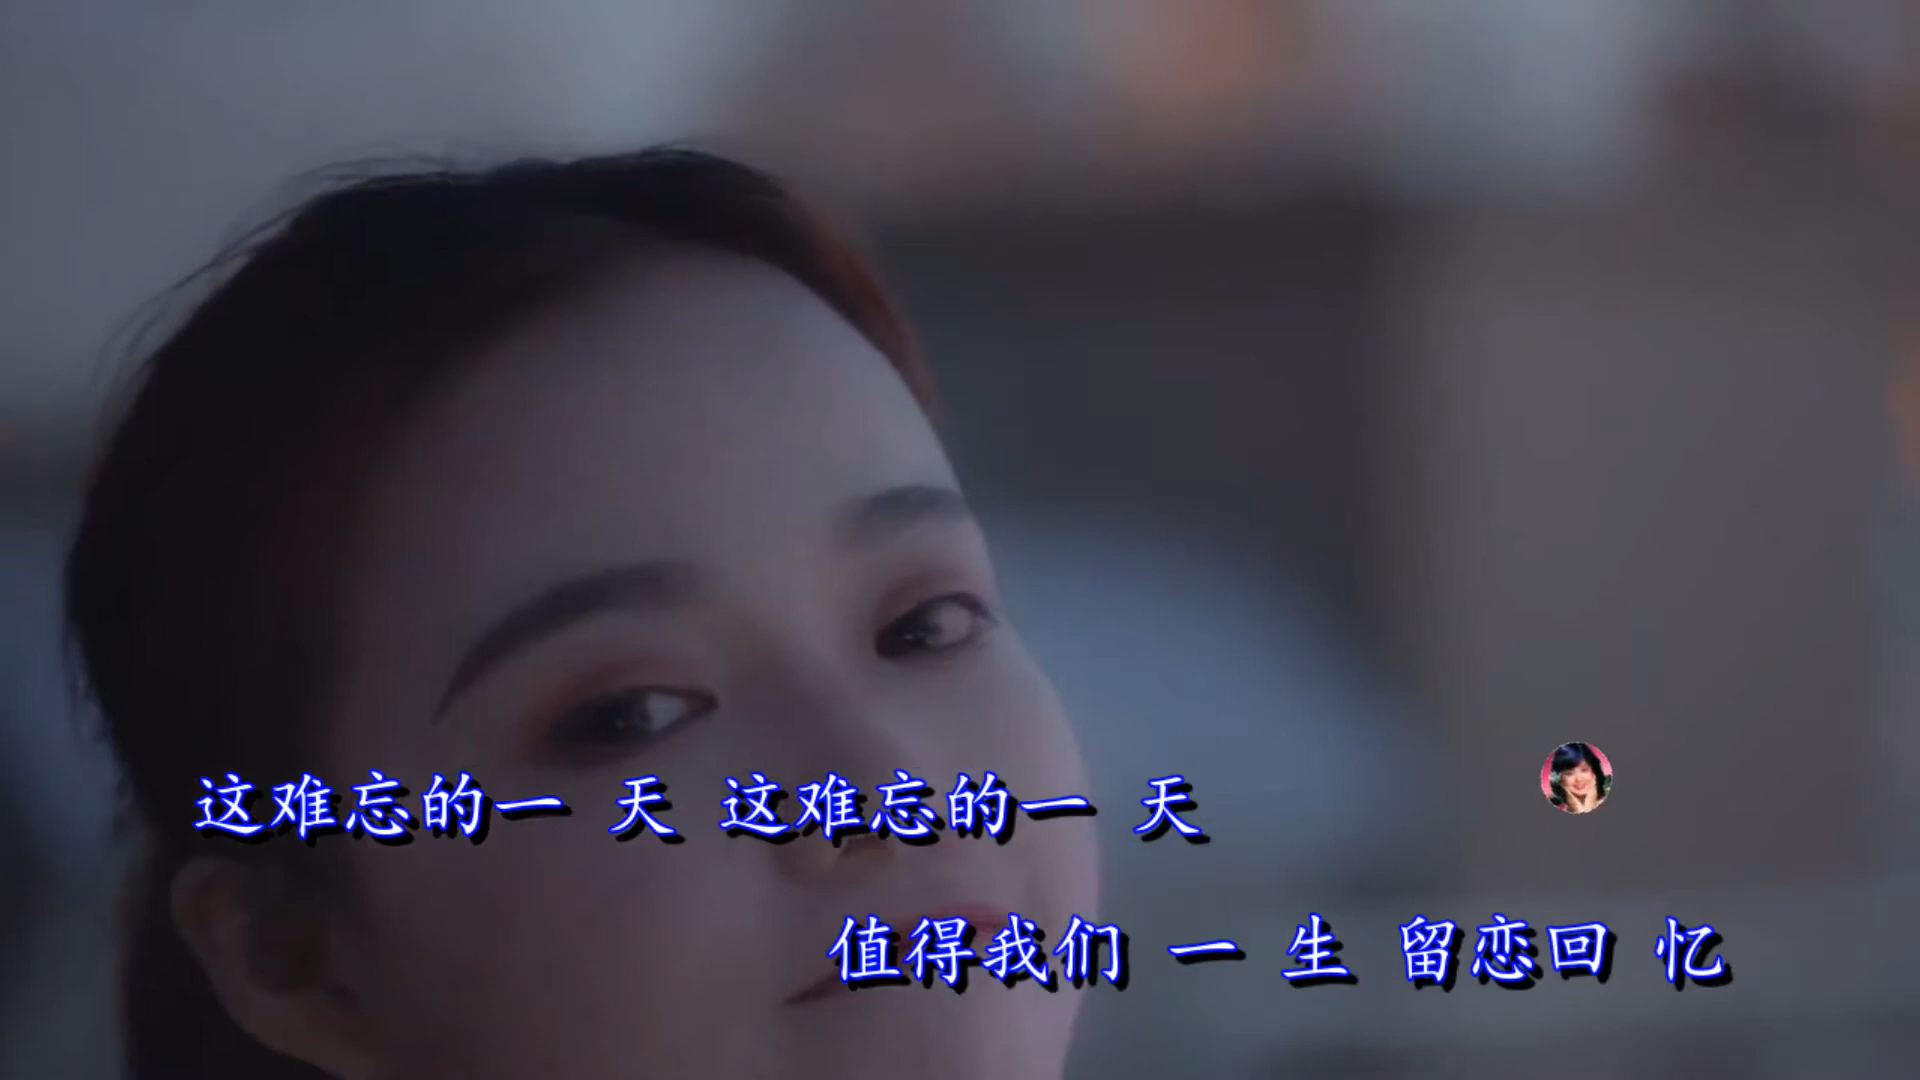 这难忘的一 天 这难忘的一 天
值得我们 一 生 留恋回 忆